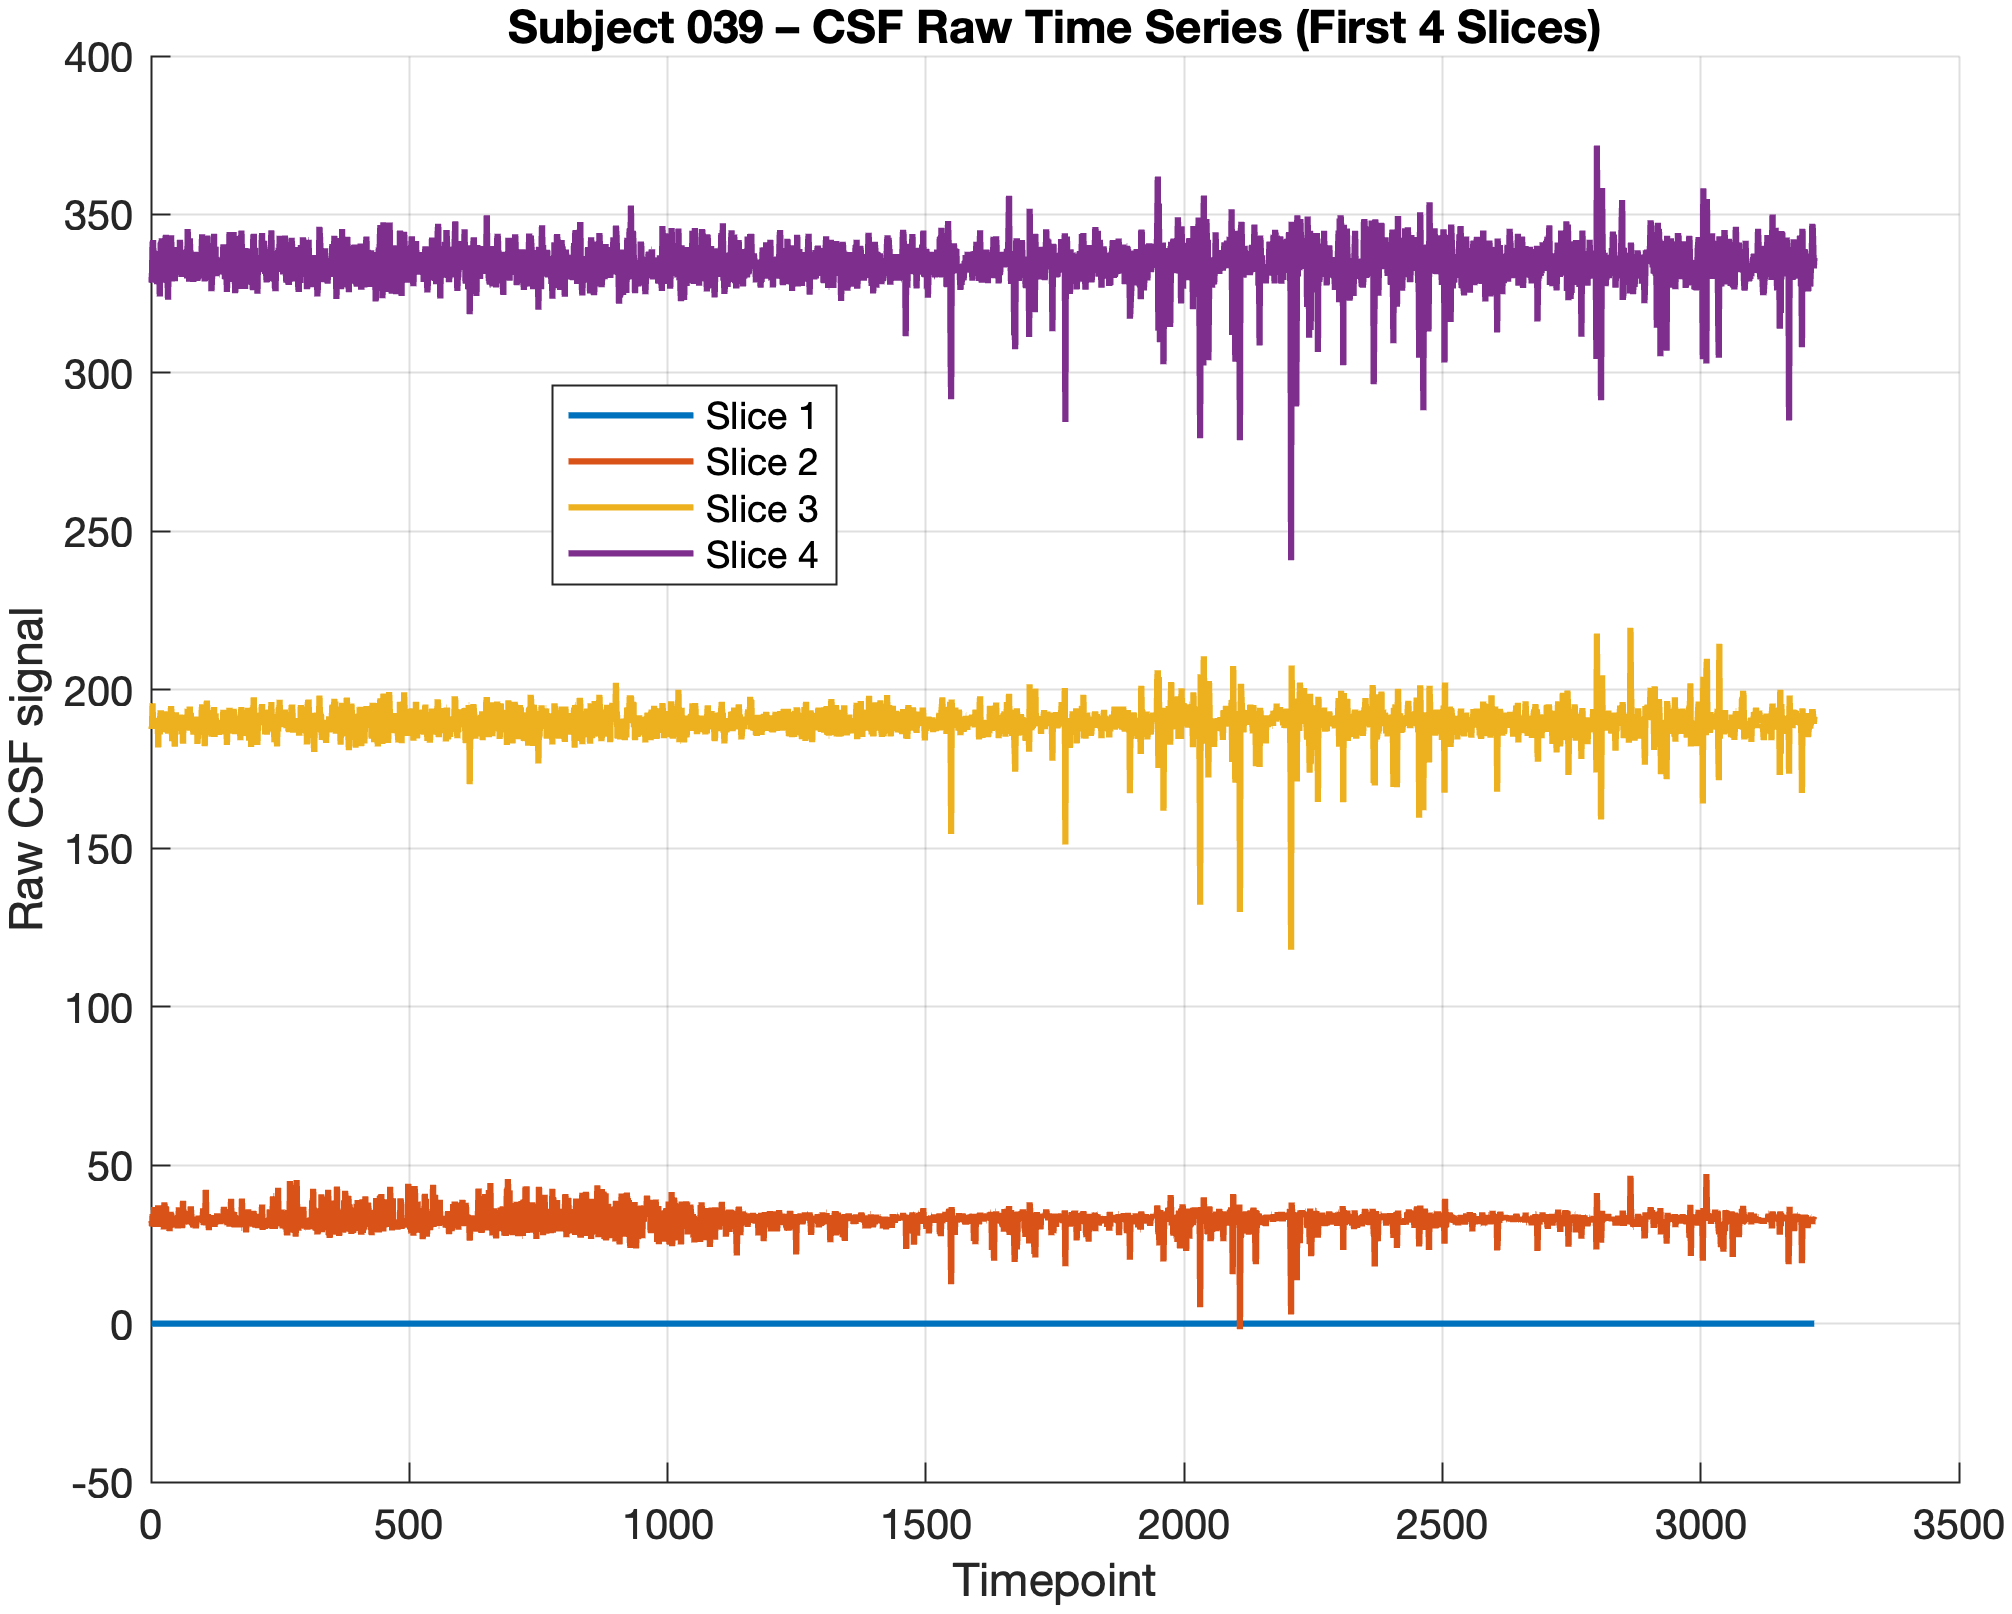 Subject 039 – CSF Raw Time Series (First 4 Slices)
400
350
300
250
200
150
100
50
0
-50
Raw CSF signal
Slice 1
Slice 2
Slice 3
Slice 4
0 500 1000 1500 2000 2500 3000 3500
Timepoint